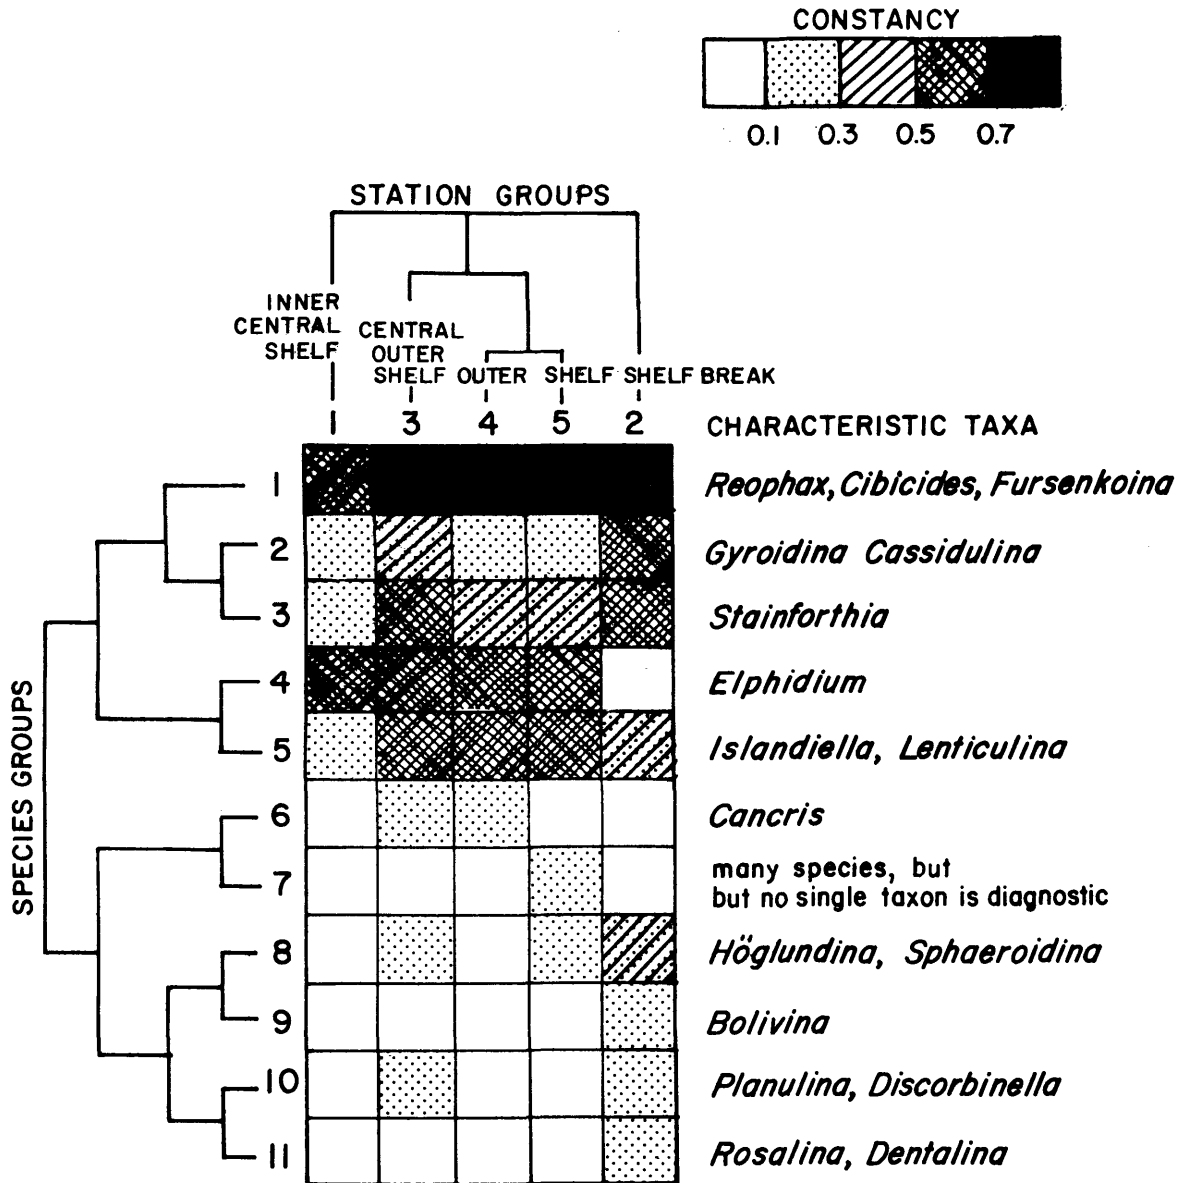 CONSTANCY
0.1 0.3 0.5 0.7
STATION GROUPS
INNER
CENTRAL
SHELF
CENTRAL
OUTER
SHELF OUTER SHELF SHELF BREAK
1 3 4 5 2 CHARACTERISTIC TAXA
SPECIES GROUPS
1 Reophax, Cibicides, Fursenkoina
2 Gyroidina Cassidulina
3 Stainforthia
4 Elphidium
5 Islandiella, Lenticulina
6 Cancris
7 many species, but
but no single taxon is diagnostic
8 Höglundina, Sphaeroidina
9 Bolivina
10 Planulina, Discorbinella
11 Rosalina, Dentalina